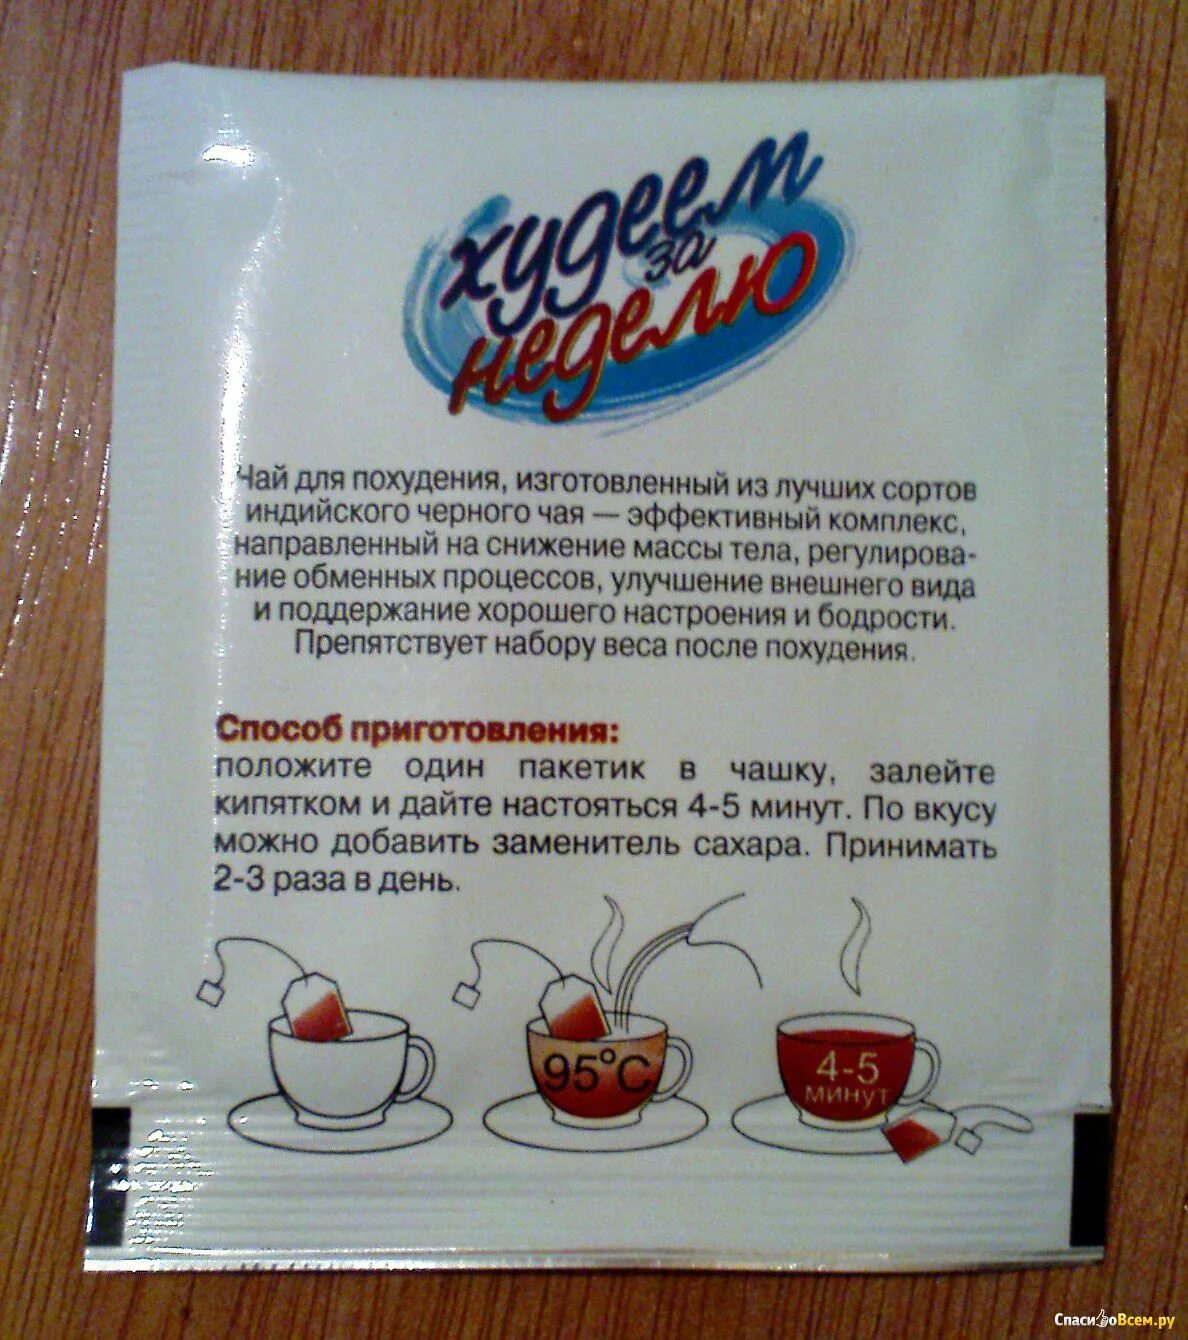 худеем
за
неделю
Чай для похудения, изготовленный из лучших сортов
индийского черного чая — эффективный комплекс,
направленный на снижение массы тела, регулирова-
ние обменных процессов, улучшение внешнего вида
и поддержание хорошего настроения и бодрости.
Препятствует набору веса после похудения.
Способ приготовления:
положите один пакетик в чашку, залейте
кипятком и дайте настояться 4-5 минут. По вкусу
можно добавить заменитель сахара. Принимать
2-3 раза в день.
95°C
4-5
минут
СпасибоВсем.ру